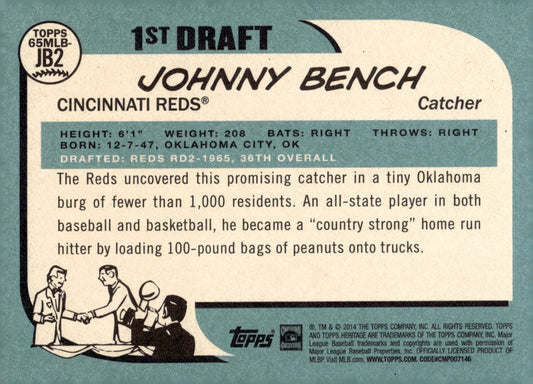 TOPPS
65MLB-
JB2
1ST DRAFT
JOHNNY BENCH
CINCINNATI REDS® Catcher
HEIGHT: 6'1" WEIGHT: 208 BATS: RIGHT THROWS: RIGHT
BORN: 12-7-47, OKLAHOMA CITY, OK
DRAFTED: REDS RD2-1965, 36TH OVERALL
The Reds uncovered this promising catcher in a tiny Oklahoma
burg of fewer than 1,000 residents. An all-state player in both
baseball and basketball, he became a “country strong” home run
hitter by loading 100-pound bags of peanuts onto trucks.
Topps
®, TM & © 2014 THE TOPPS COMPANY, INC. ALL RIGHTS RESERVED. TOPPS
AND TOPPS HERITAGE ARE TRADEMARKS OF THE TOPPS COMPANY, INC. Major
League Baseball trademarks and copyrights are used with permission of
Major League Baseball Properties, Inc. OFFICIALLY LICENSED PRODUCT OF
MLBP. Visit MLB.com. WWW.TOPPS.COM. CODE#CMP007146